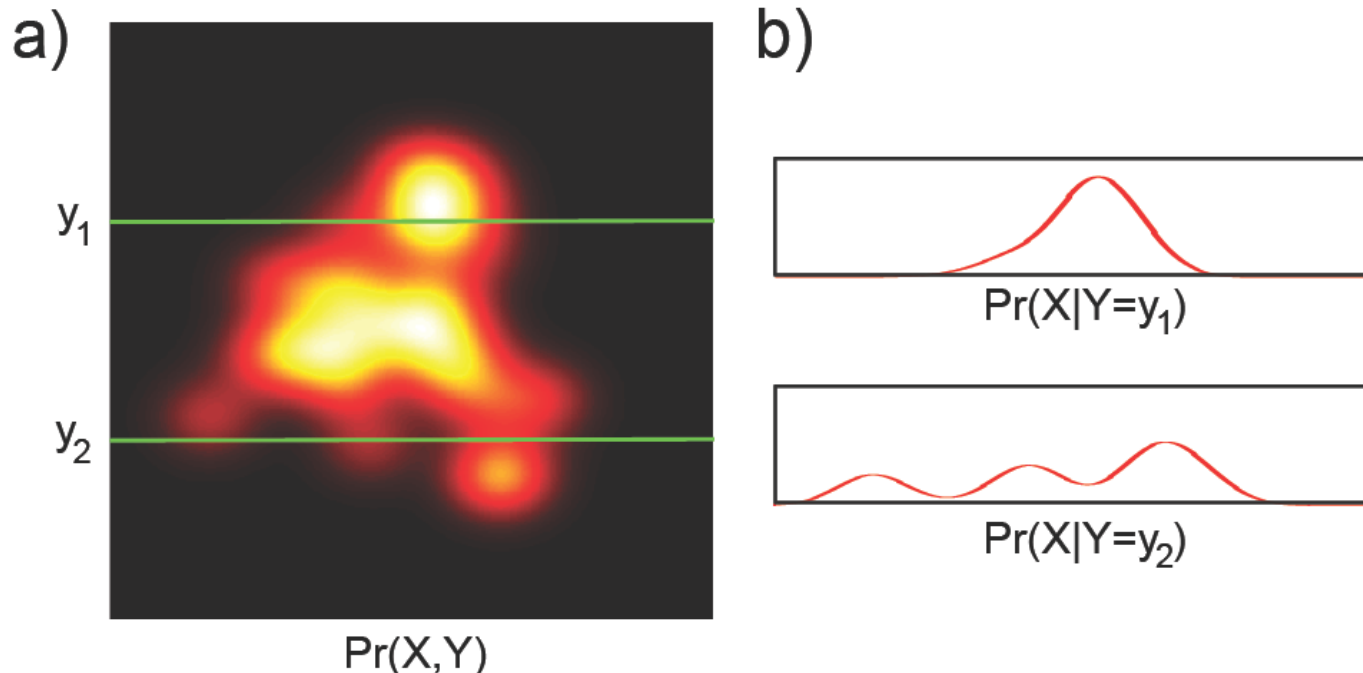 a)
b)
y₁
y₂
Pr(X,Y)
Pr(X|Y=y₁)
Pr(X|Y=y₂)